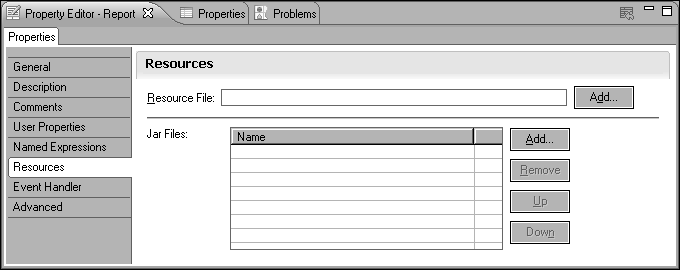 Property Editor - Report
Properties
Problems
Properties
General
Description
Comments
User Properties
Named Expressions
Resources
Event Handler
Advanced
Resources
Resource File:
Add...
Jar Files:
Name
Add...
Remove
Up
Down